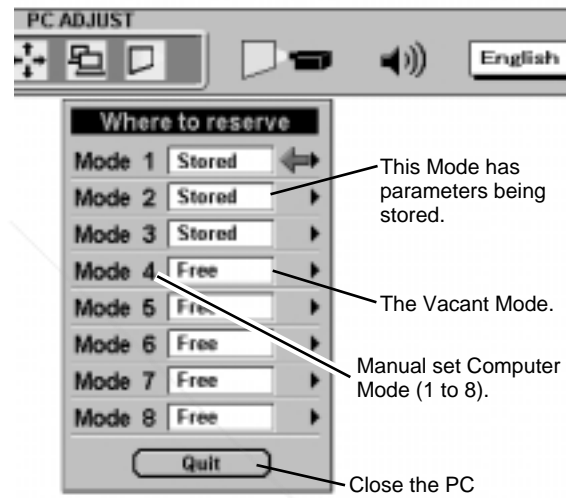 PC ADJUST
English
Where to reserve
Mode 1 Stored
Mode 2 Stored
Mode 3 Stored
Mode 4 Free
Mode 5 Free
Mode 6 Free
Mode 7 Free
Mode 8 Free
Quit
This Mode has
parameters being
stored.
The Vacant Mode.
Manual set Computer
Mode (1 to 8).
Close the PC